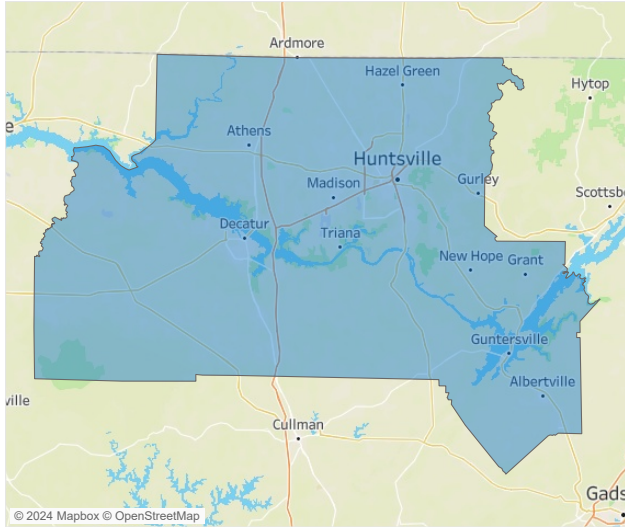 Ardmore
Hazel Green
Hytop
Athens
Huntsville
Madison
Gurley
Scottsbo
Decatur
Triana
New Hope
Grant
Guntersville
Albertville
ville
Cullman
Gads
© 2024 Mapbox © OpenStreetMap